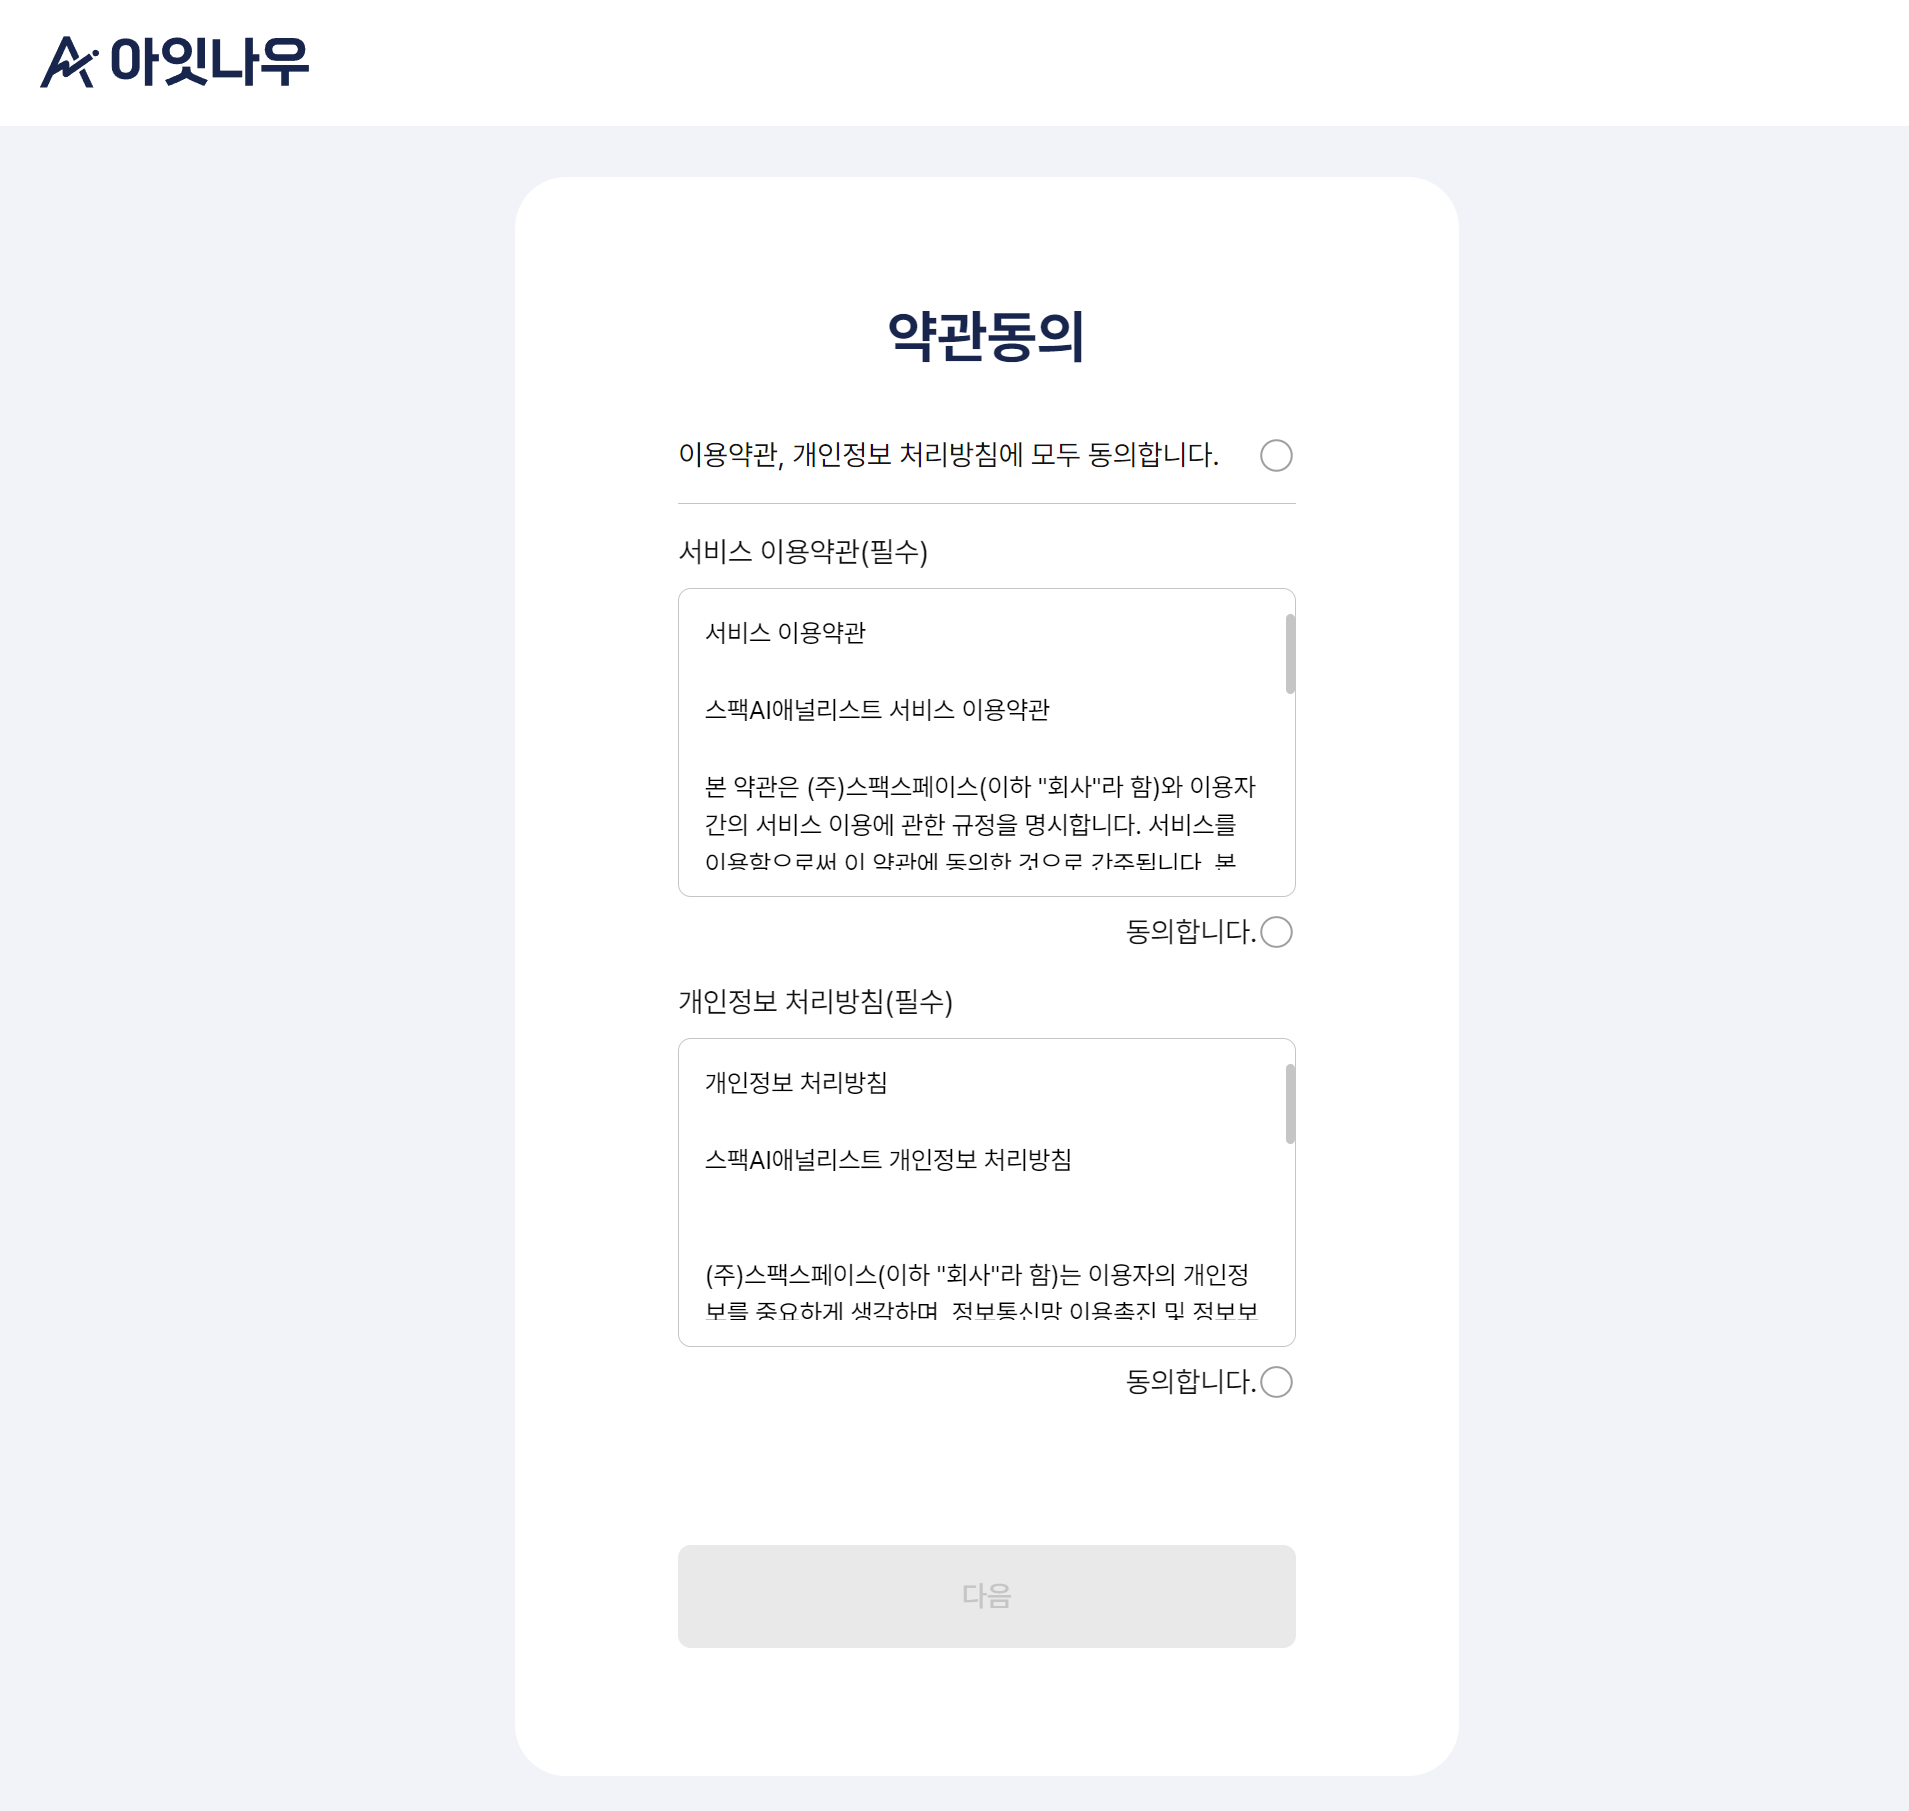 아잇나우
약관동의
이용약관, 개인정보 처리방침에 모두 동의합니다.
서비스 이용약관(필수)
서비스 이용약관
스팩AI애널리스트 서비스 이용약관
본 약관은 (주)스팩스페이스(이하 "회사"라 함)와 이용자
간의 서비스 이용에 관한 규정을 명시합니다. 서비스를
이용함으로써 이 약관에 동의한 것으로 간주됩니다. 본
동의합니다.
개인정보 처리방침(필수)
개인정보 처리방침
스팩AI애널리스트 개인정보 처리방침
(주)스팩스페이스(이하 "회사"라 함)는 이용자의 개인정
보를 중요하게 생각하며, 정보통신망 이용촉진 및 정보보
동의합니다.
다음